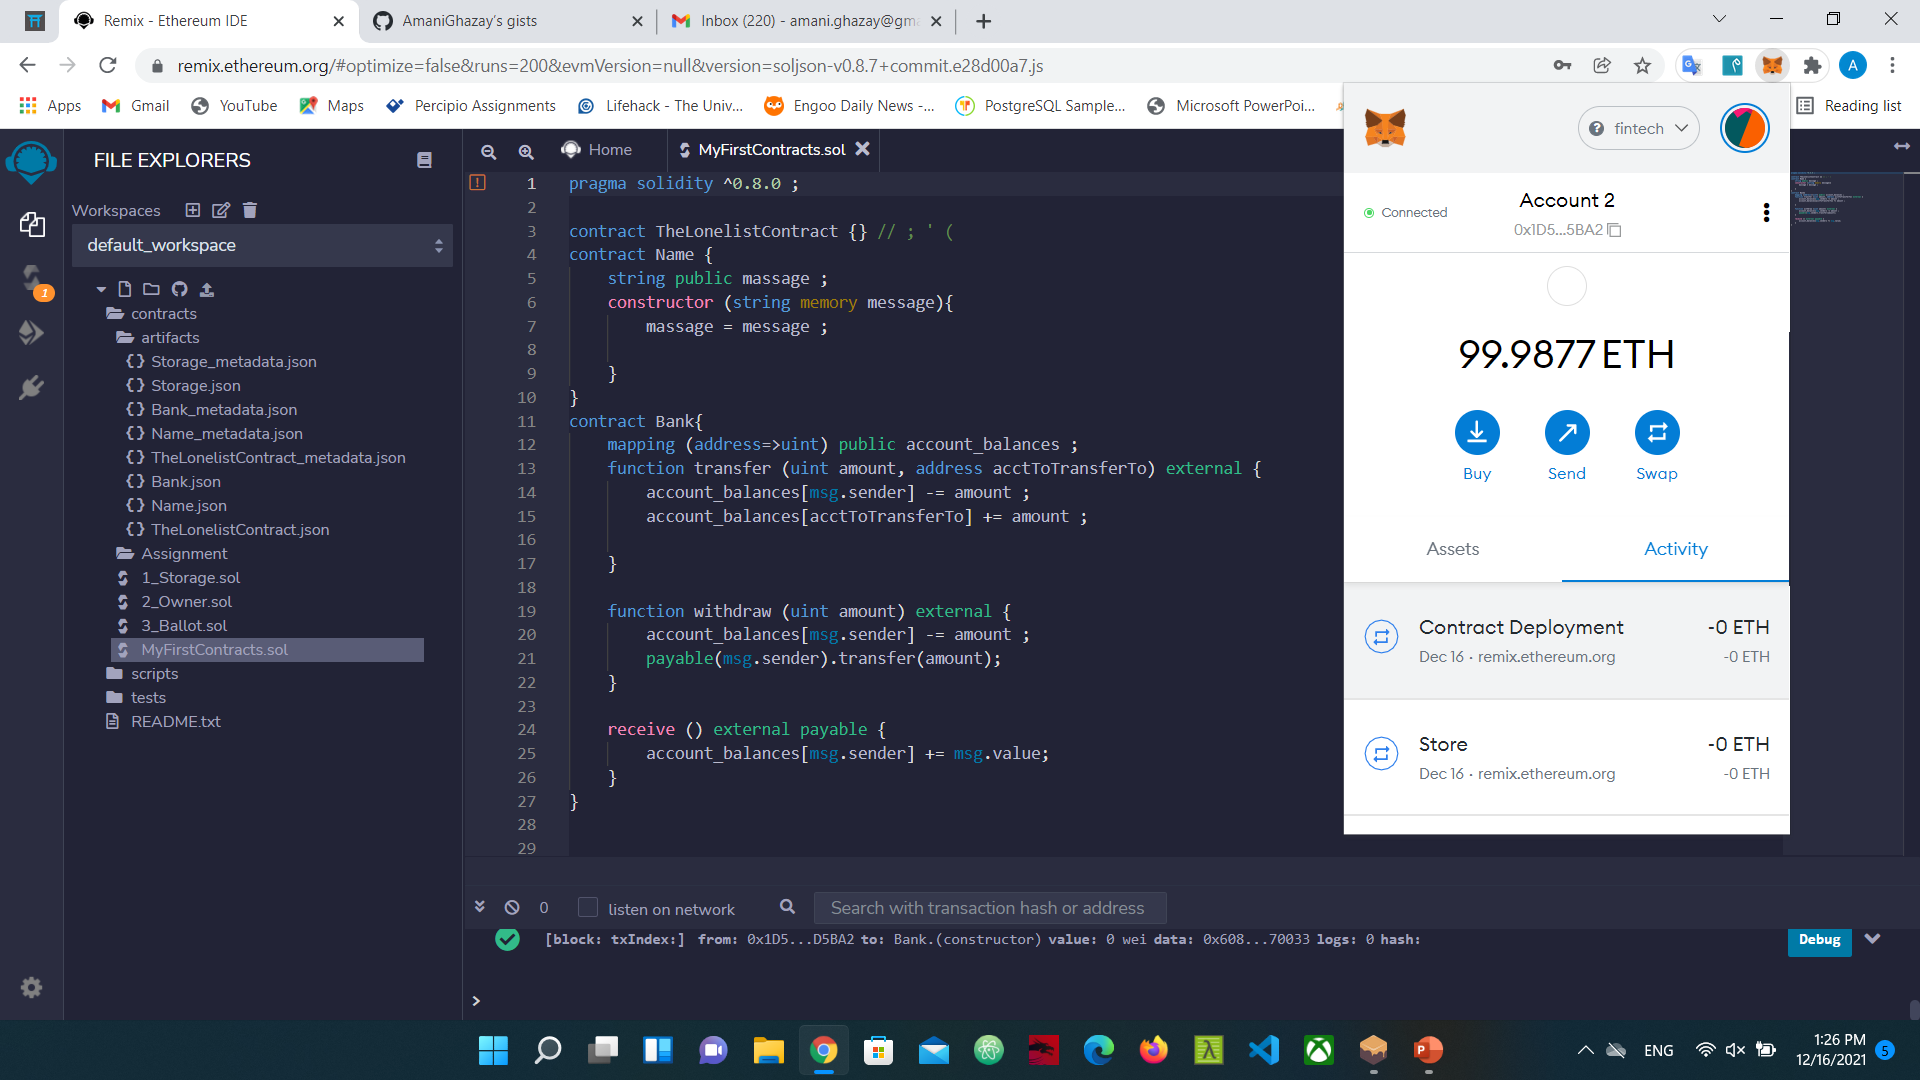 Remix - Ethereum IDE
AmaniGhazay's gists
Inbox (220) - amani.ghazay@gm
remix.ethereum.org/#optimize=false&runs=200&evmVersion=null&version=soljson-v0.8.7+commit.e28d00a7.js
A
Apps
Gmail
YouTube
Maps
Percipio Assignments
Lifehack - The Univ...
Engoo Daily News -...
PostgreSQL Sample...
Microsoft PowerPoi...
Reading list
FILE EXPLORERS
Workspaces
default_workspace
1
contracts
artifacts
{} Storage_metadata.json
{} Storage.json
{} Bank_metadata.json
{} Name_metadata.json
{} TheLonelistContract_metadata.json
{} Bank.json
{} Name.json
{} TheLonelistContract.json
Assignment
1_Storage.sol
2_Owner.sol
3_Ballot.sol
MyFirstContracts.sol
scripts
tests
README.txt
Home
MyFirstContracts.sol
1 pragma solidity ^0.8.0 ;
2
3 contract TheLonelistContract {} // ; ' (
4 contract Name {
5 string public massage ;
6 constructor (string memory message){
7 massage = message ;
8
9 }
10 }
11 contract Bank{
12 mapping (address=>uint) public account_balances ;
13 function transfer (uint amount, address acctToTransferTo) external {
14 account_balances[msg.sender] -= amount ;
15 account_balances[acctToTransferTo] += amount ;
16
17 }
18
19 function withdraw (uint amount) external {
20 account_balances[msg.sender] -= amount ;
21 payable(msg.sender).transfer(amount);
22 }
23
24 receive () external payable {
25 account_balances[msg.sender] += msg.value;
26 }
27 }
28
29
fintech
Connected
Account 2
0x1D5...5BA2
99.9877 ETH
Buy
Send
Swap
Assets
Activity
Contract Deployment -0 ETH
Dec 16 · remix.ethereum.org -0 ETH
Store -0 ETH
Dec 16 · remix.ethereum.org -0 ETH
0
listen on network
Search with transaction hash or address
[block: txIndex:] from: 0x1D5...D5BA2 to: Bank.(constructor) value: 0 wei data: 0x608...70033 logs: 0 hash:
Debug
>
ENG
1:26 PM
12/16/2021
5